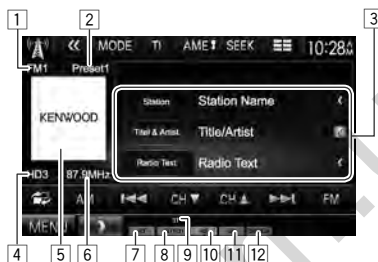 1 2 3
« MODE TI AME SEEK 10:28
FM1 Preset1
Station Station Name
KENWOOD
Title & Artist Title/Artist
Radio Text Radio Text
HD3 87.9MHz
AM CH CH FM
MENU ST
4 5 6 7 8 9 10 11 12